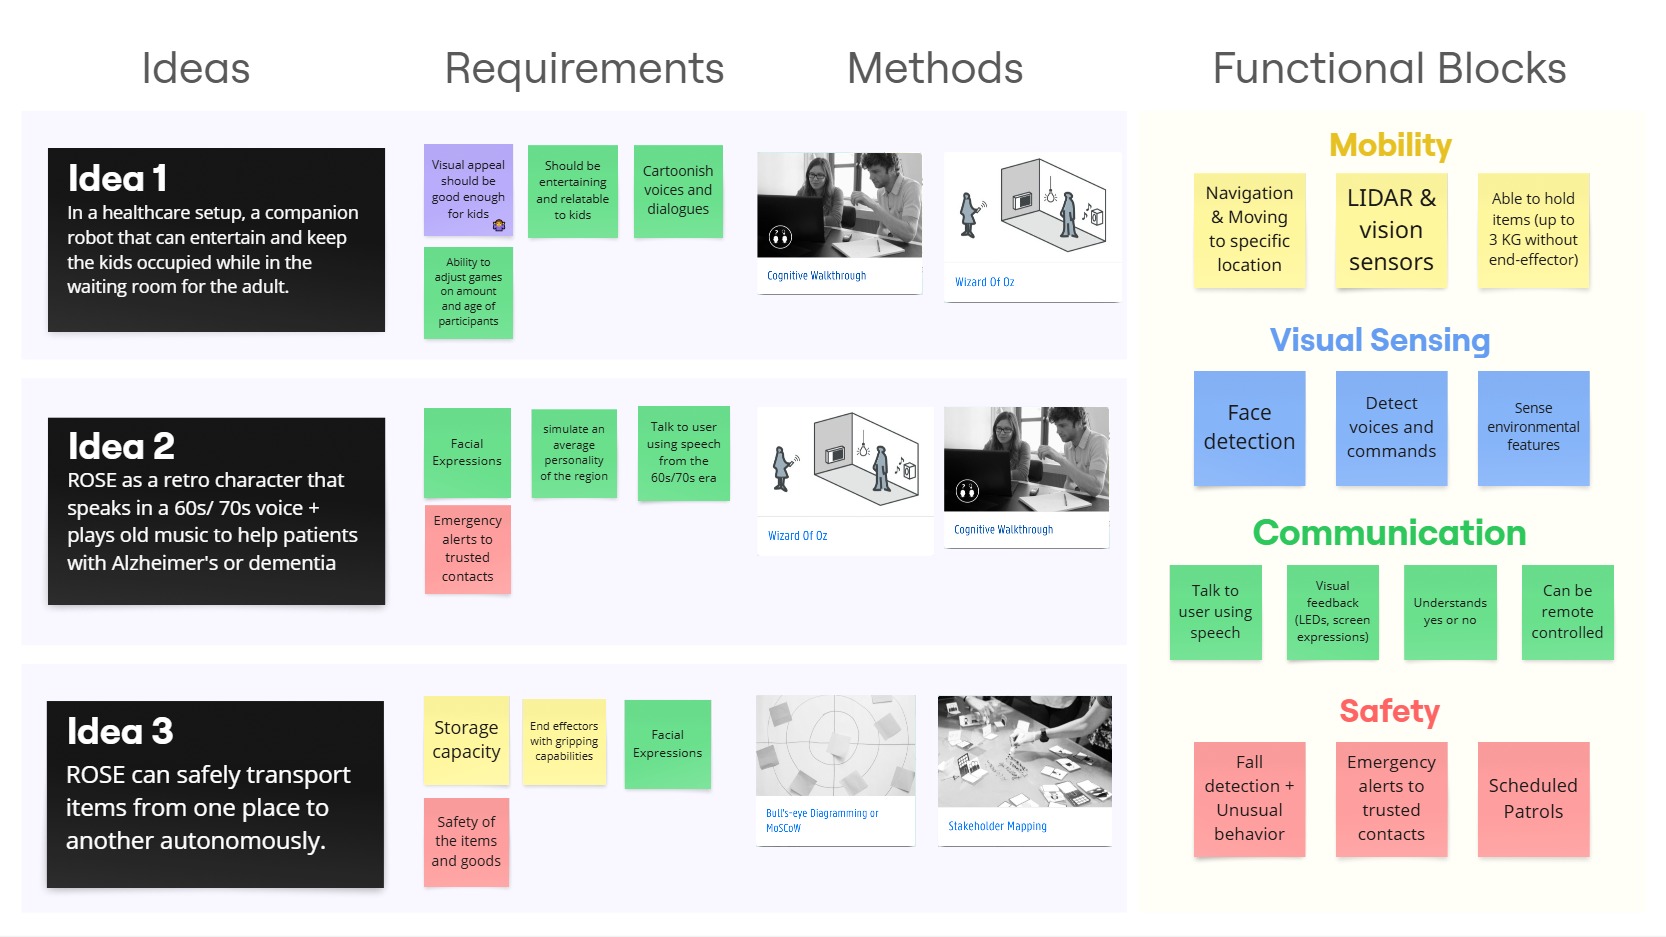 Ideas
Requirements
Methods
Functional Blocks
Idea 1
In a healthcare setup, a companion
robot that can entertain and keep
the kids occupied while in the
waiting room for the adult.
Visual appeal
should be
good enough
for kids
Should be
entertaining
and relatable
to kids
Cartoonish
voices and
dialogues
Ability to
adjust games
on amount
and age of
participants
Cognitive Walkthrough
Wizard Of Oz
Idea 2
ROSE as a retro character that
speaks in a 60s/ 70s voice +
plays old music to help patients
with Alzheimer's or dementia
Facial
Expressions
simulate an
average
personality
of the region
Talk to user
using speech
from the
60s/70s era
Emergency
alerts to
trusted
contacts
Wizard Of Oz
Cognitive Walkthrough
Idea 3
ROSE can safely transport
items from one place to
another autonomously.
Storage
capacity
End effectors
with gripping
capabilities
Facial
Expressions
Safety of
the items
and goods
Bull's-eye Diagramming or
MoSCoW
Stakeholder Mapping
Mobility
Navigation
& Moving
to specific
location
LIDAR &
vision
sensors
Able to hold
items (up to
3 KG without
end-effector)
Visual Sensing
Face
detection
Detect
voices and
commands
Sense
environmental
features
Communication
Talk to
user using
speech
Visual
feedback
(LEDs, screen
expressions)
Understands
yes or no
Can be
remote
controlled
Safety
Fall
detection +
Unusual
behavior
Emergency
alerts to
trusted
contacts
Scheduled
Patrols